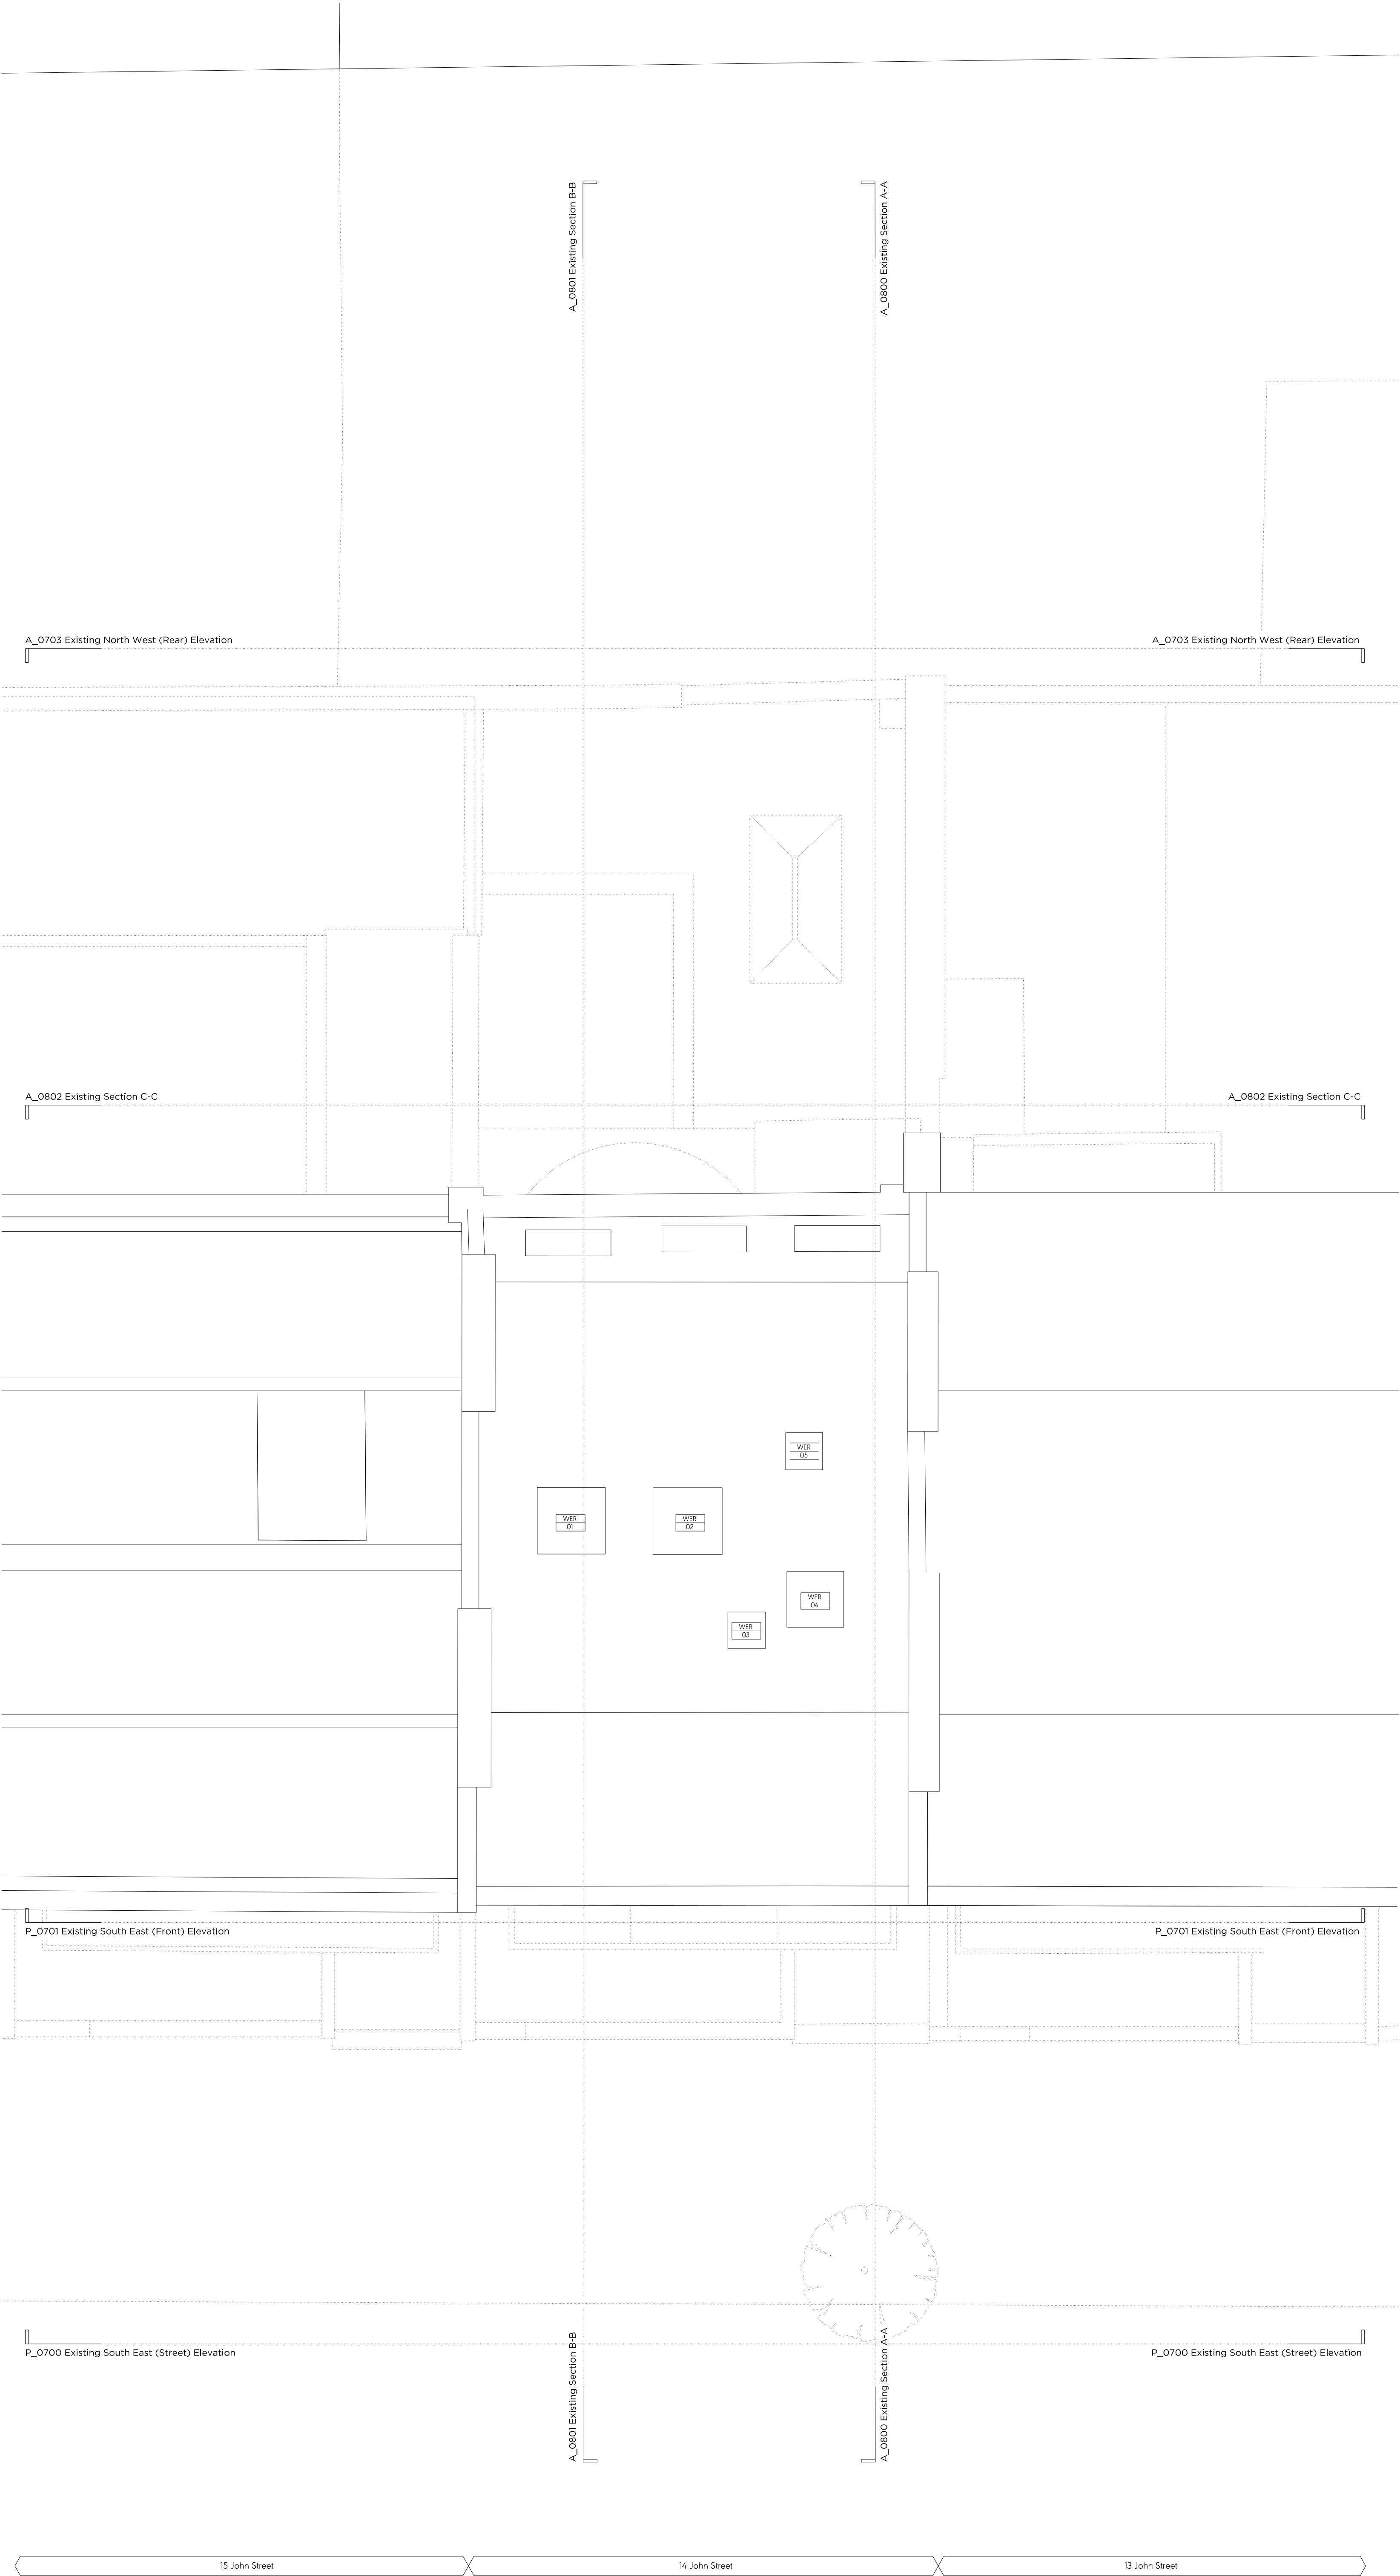 A_0801 Existing Section B-B
A_0800 Existing Section A-A
A_0703 Existing North West (Rear) Elevation
A_0703 Existing North West (Rear) Elevation
A_0802 Existing Section C-C
A_0802 Existing Section C-C
WER
05
WER
01
WER
02
WER
04
WER
03
P_0701 Existing South East (Front) Elevation
P_0701 Existing South East (Front) Elevation
P_0700 Existing South East (Street) Elevation
P_0700 Existing South East (Street) Elevation
A_0801 Existing Section B-B
A_0800 Existing Section A-A
15 John Street
14 John Street
13 John Street